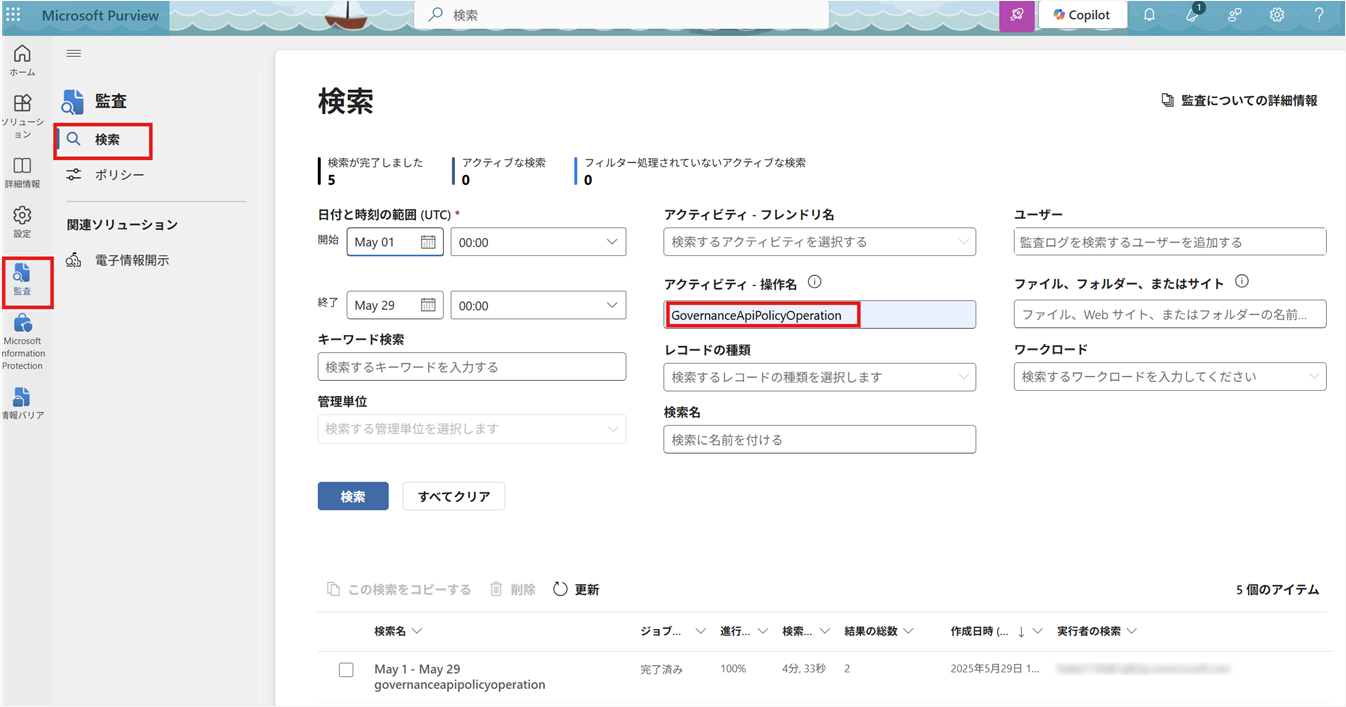 Microsoft Purview
検索
Copilot
1
ホーム
ソリューシ
ョン
詳細情報
設定
監査
Microsoft
nformation
Protection
情報バリア
監査
検索
ポリシー
関連ソリューション
電子情報開示
検索
監査についての詳細情報
検索が完了しました
5
アクティブな検索
0
フィルター処理されていないアクティブな検索
0
日付と時刻の範囲 (UTC) *
開始
May 01
00:00
終了
May 29
00:00
キーワード検索
検索するキーワードを入力する
管理単位
検索する管理単位を選択します
アクティビティ - フレンドリ名
検索するアクティビティを選択する
アクティビティ - 操作名
GovernanceApiPolicyOperation
レコードの種類
検索するレコードの種類を選択します
検索名
検索に名前を付ける
ユーザー
監査ログを検索するユーザーを追加する
ファイル、フォルダー、またはサイト
ファイル、Web サイト、またはフォルダーの名前...
ワークロード
検索するワークロードを入力してください
検索
すべてクリア
この検索をコピーする
削除
更新
5 個のアイテム
検索名
ジョブ...
進行...
検索...
結果の総数
作成日時 (...
実行者の検索
May 1 - May 29
governanceapipolicyoperation
完了済み
100%
4分, 33秒
2
2025年5月29日 1...